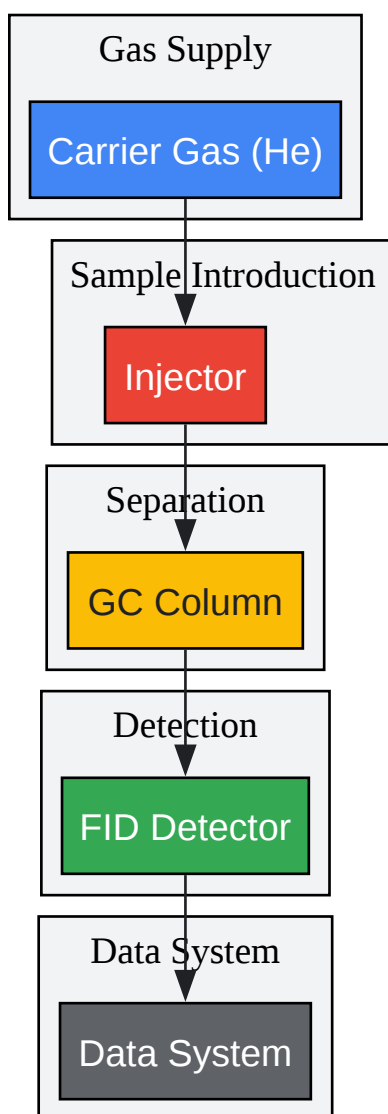 Gas Supply
Carrier Gas (He)
Sample Introduction
Injector
Separation
GC Column
Detection
FID Detector
Data System
Data System